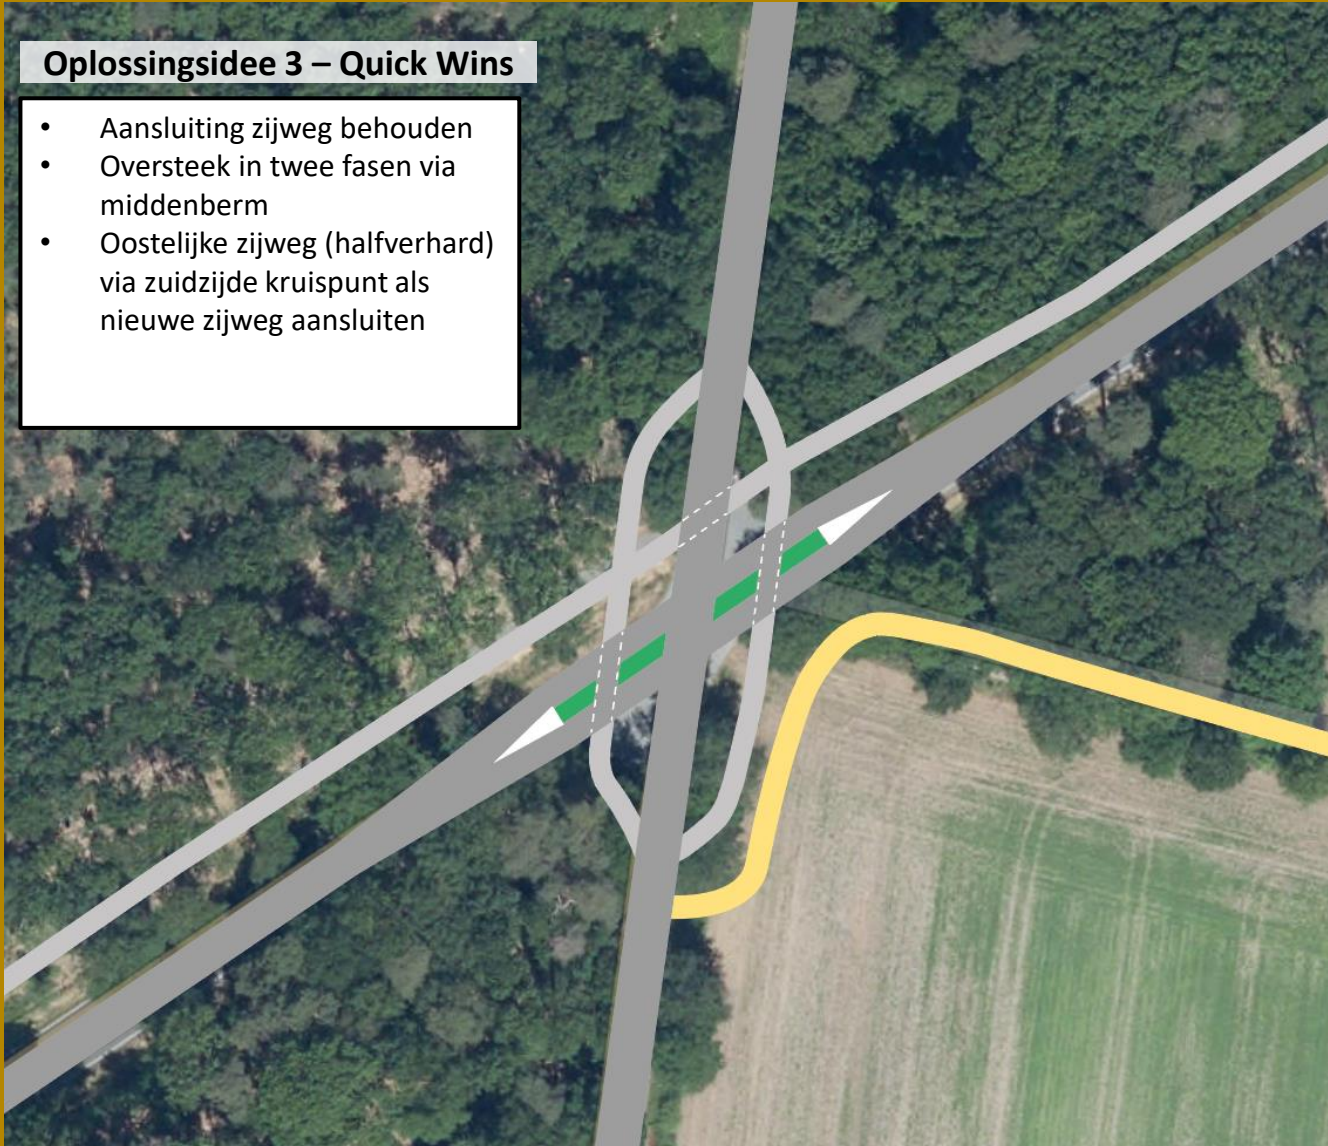 Oplossingsidee 3 – Quick Wins
• Aansluiting zijweg behouden
• Oversteek in twee fasen via
middenberm
• Oostelijke zijweg (halfverhard)
via zuidzijde kruispunt als
nieuwe zijweg aansluiten